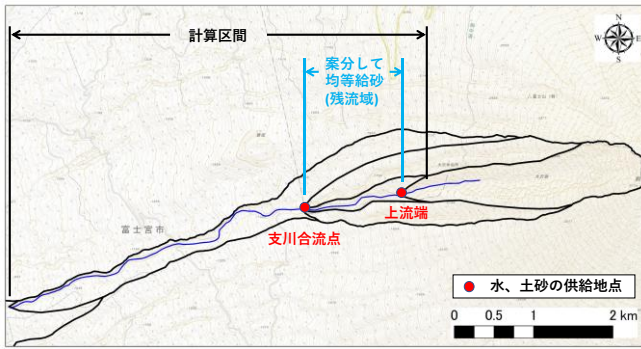 計算区間
案分して
均等給砂
(残流域)
N
W
E
S
上流端
支川合流点
富士宮市
水、土砂の供給地点
0 0.5 1 2 km